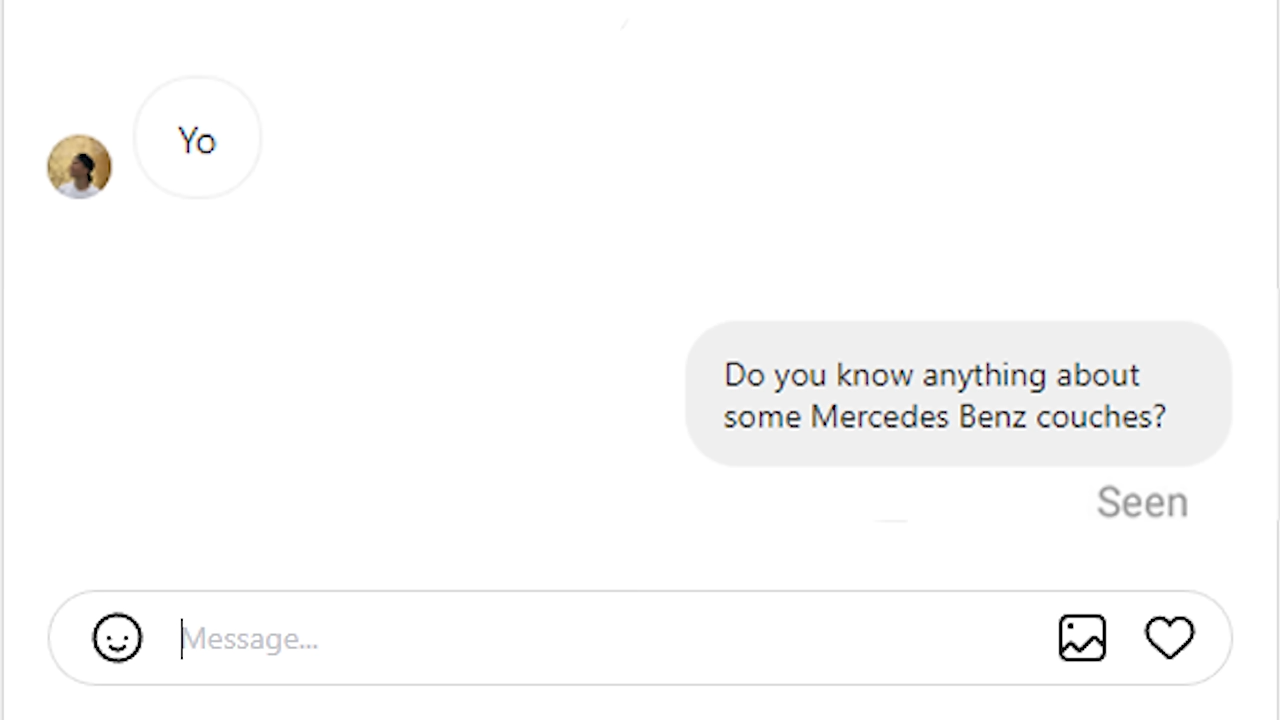 Yo
Do you know anything about
some Mercedes Benz couches?
Seen
Message...